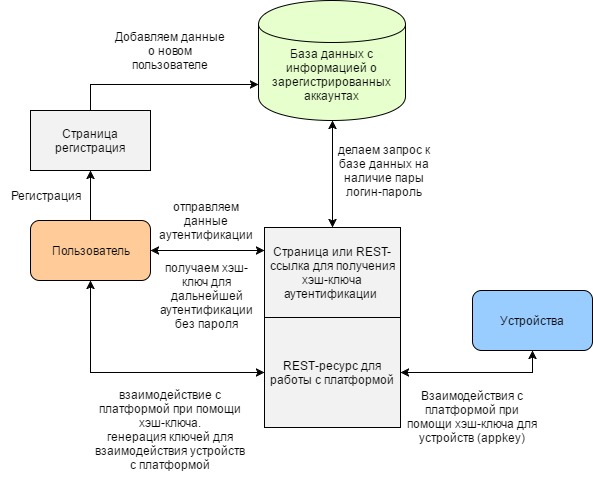 Добавляем данные
о новом
пользователе
База данных с
информацией о
зарегистрированных
аккаунтах
Страница
регистрация
делаем запрос к
базе данных на
наличие пары
логин-пароль
Регистрация
отправляем
данные
аутентификации
Пользователь
Страница или REST-
ссылка для получения
хэш-ключа
аутентификации
получаем хэш-
ключ для
дальнейшей
аутентификации
без пароля
Устройства
REST-ресурс для
работы с платформой
взаимодействие с
платформой при помощи
хэш-ключа.
генерация ключей для
взаимодействия устройств
с платформой
Взаимодействия с
платформой при
помощи хэш-ключа для
устройств (appkey)